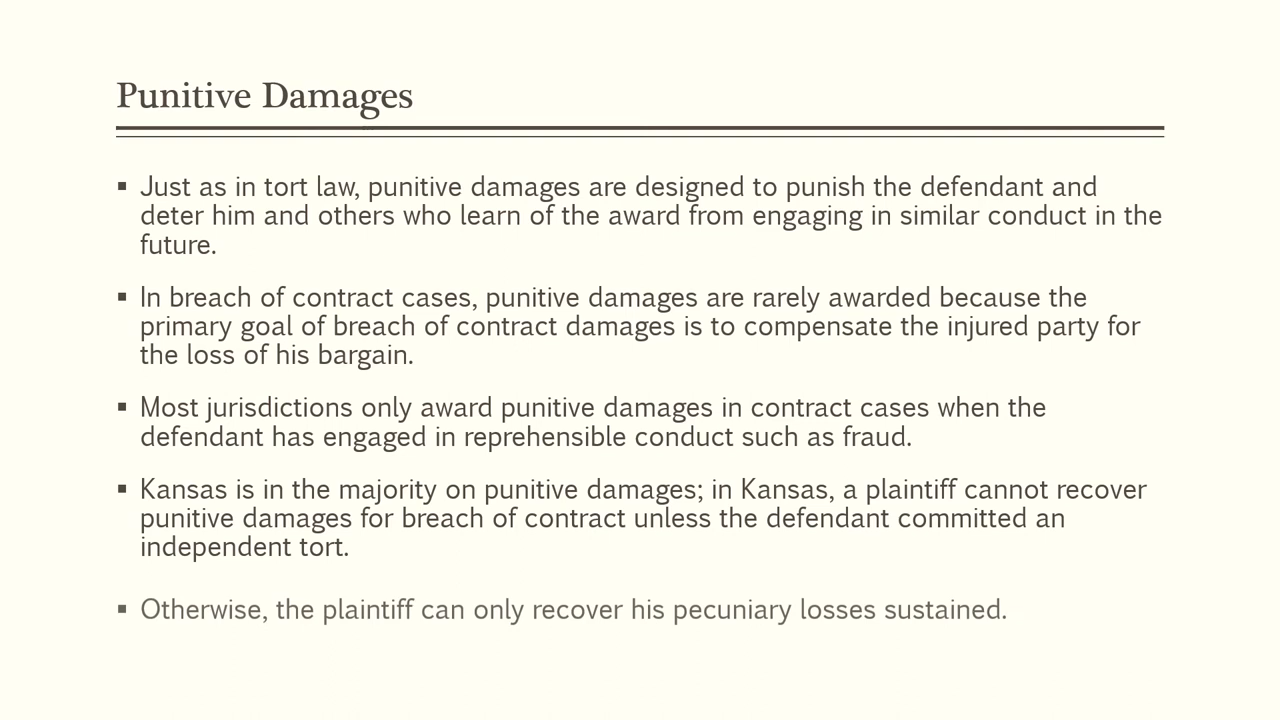 Punitive Damages
▪ Just as in tort law, punitive damages are designed to punish the defendant and
deter him and others who learn of the award from engaging in similar conduct in the
future.
▪ In breach of contract cases, punitive damages are rarely awarded because the
primary goal of breach of contract damages is to compensate the injured party for
the loss of his bargain.
▪ Most jurisdictions only award punitive damages in contract cases when the
defendant has engaged in reprehensible conduct such as fraud.
▪ Kansas is in the majority on punitive damages; in Kansas, a plaintiff cannot recover
punitive damages for breach of contract unless the defendant committed an
independent tort.
▪ Otherwise, the plaintiff can only recover his pecuniary losses sustained.